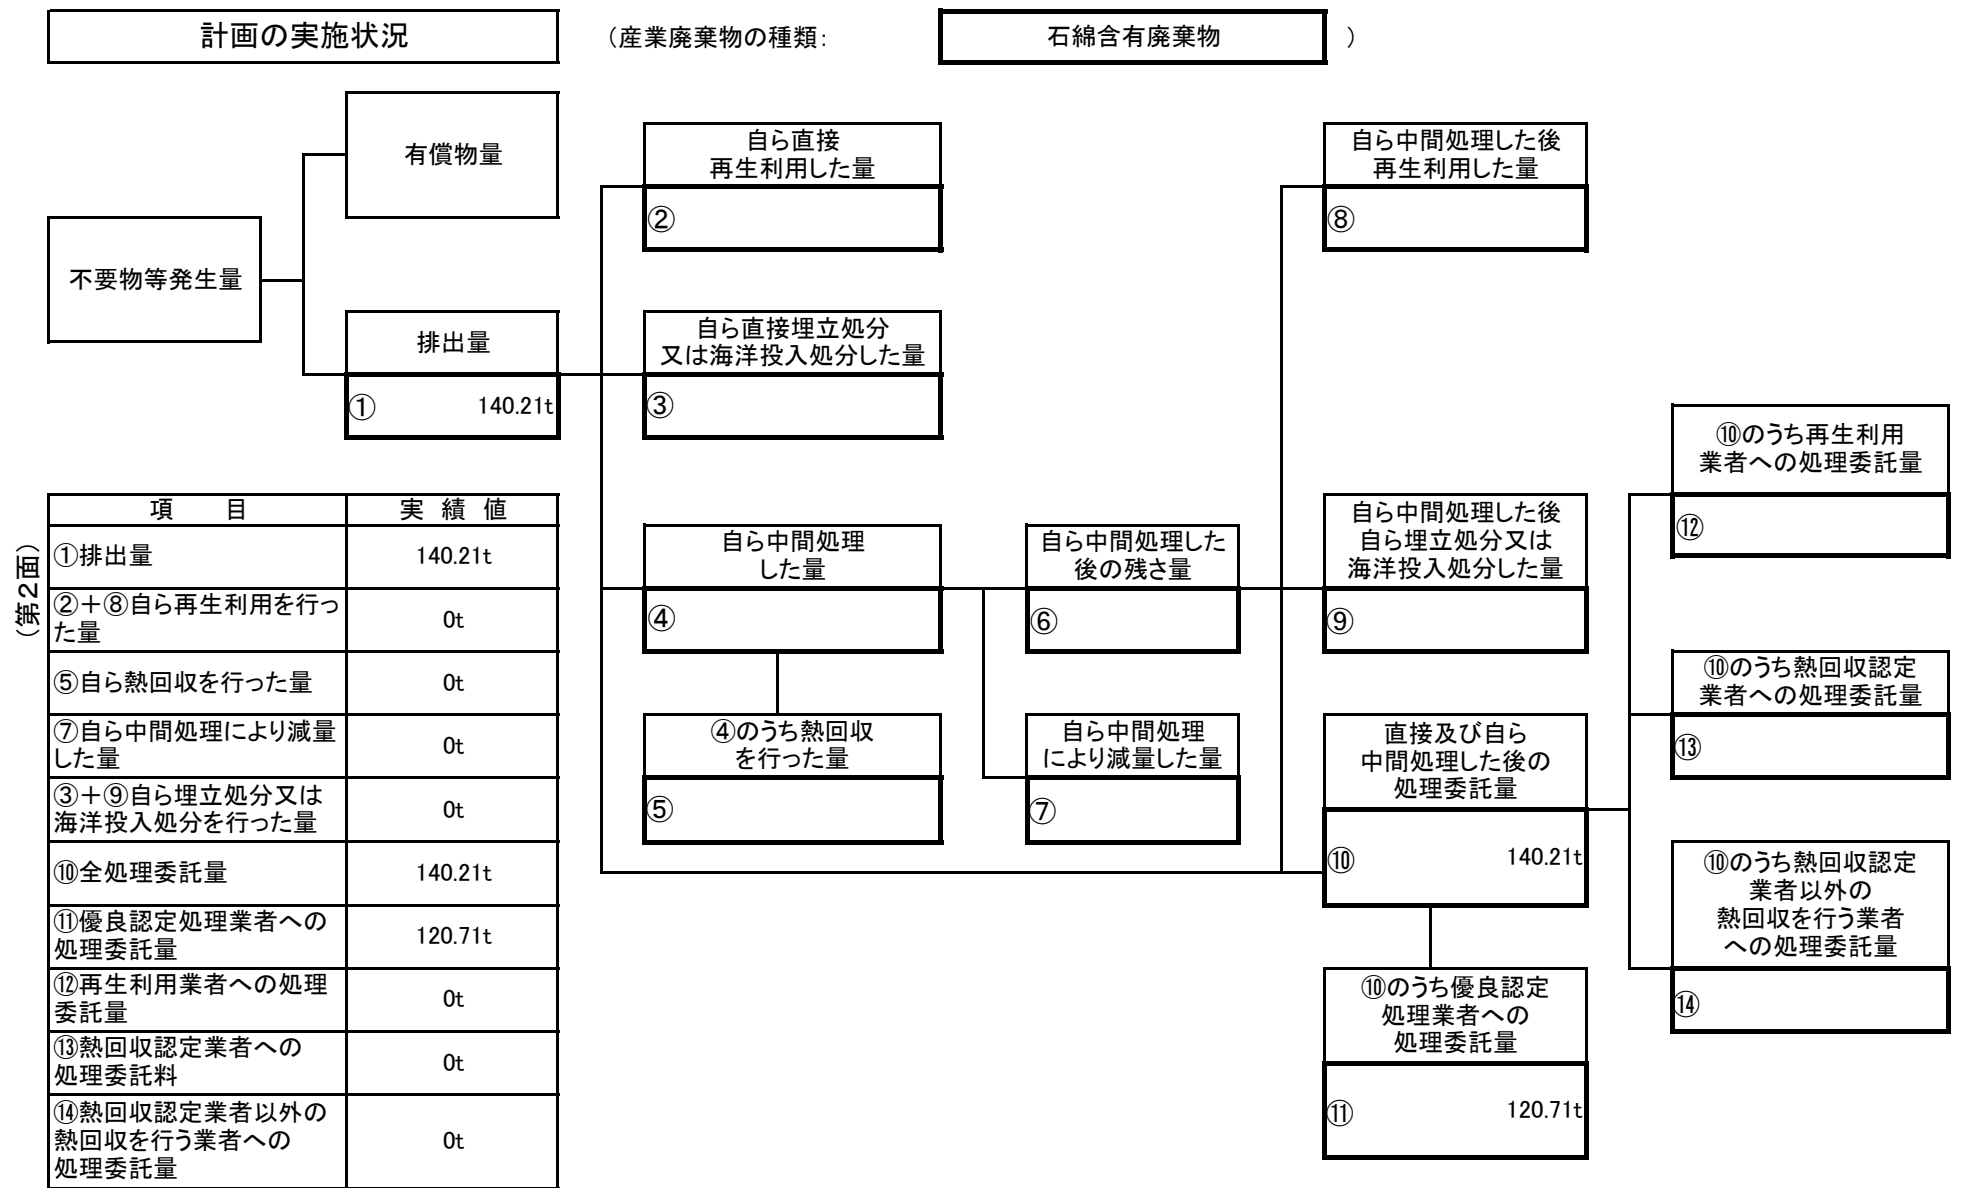 計画の実施状況
（産業廃棄物の種類：
石綿含有廃棄物
）
不要物等発生量
有償物量
排出量
① 140.21t
自ら直接
再生利用した量
②
自ら直接埋立処分
又は海洋投入処分した量
③
自ら中間処理
した量
④
④のうち熱回収
を行った量
⑤
自ら中間処理した
後の残さ量
⑥
自ら中間処理
により減量した量
⑦
自ら中間処理した後
再生利用した量
⑧
自ら中間処理した後
自ら埋立処分又は
海洋投入処分した量
⑨
直接及び自ら
中間処理した後の
処理委託量
⑩ 140.21t
⑩のうち優良認定
処理業者への
処理委託量
⑪ 120.71t
⑩のうち再生利用
業者への処理委託量
⑫
⑩のうち熱回収認定
業者への処理委託量
⑬
⑩のうち熱回収認定
業者以外の
熱回収を行う業者
への処理委託量
⑭
（第２面）
項　　目 実　績　値
①排出量 140.21t
②＋⑧自ら再生利用を行っ
た量 0t
⑤自ら熱回収を行った量 0t
⑦自ら中間処理により減量
した量 0t
③＋⑨自ら埋立処分又は
海洋投入処分を行った量 0t
⑩全処理委託量 140.21t
⑪優良認定処理業者への
処理委託量 120.71t
⑫再生利用業者への処理
委託量 0t
⑬熱回収認定業者への
処理委託料 0t
⑭熱回収認定業者以外の
熱回収を行う業者への
処理委託量 0t